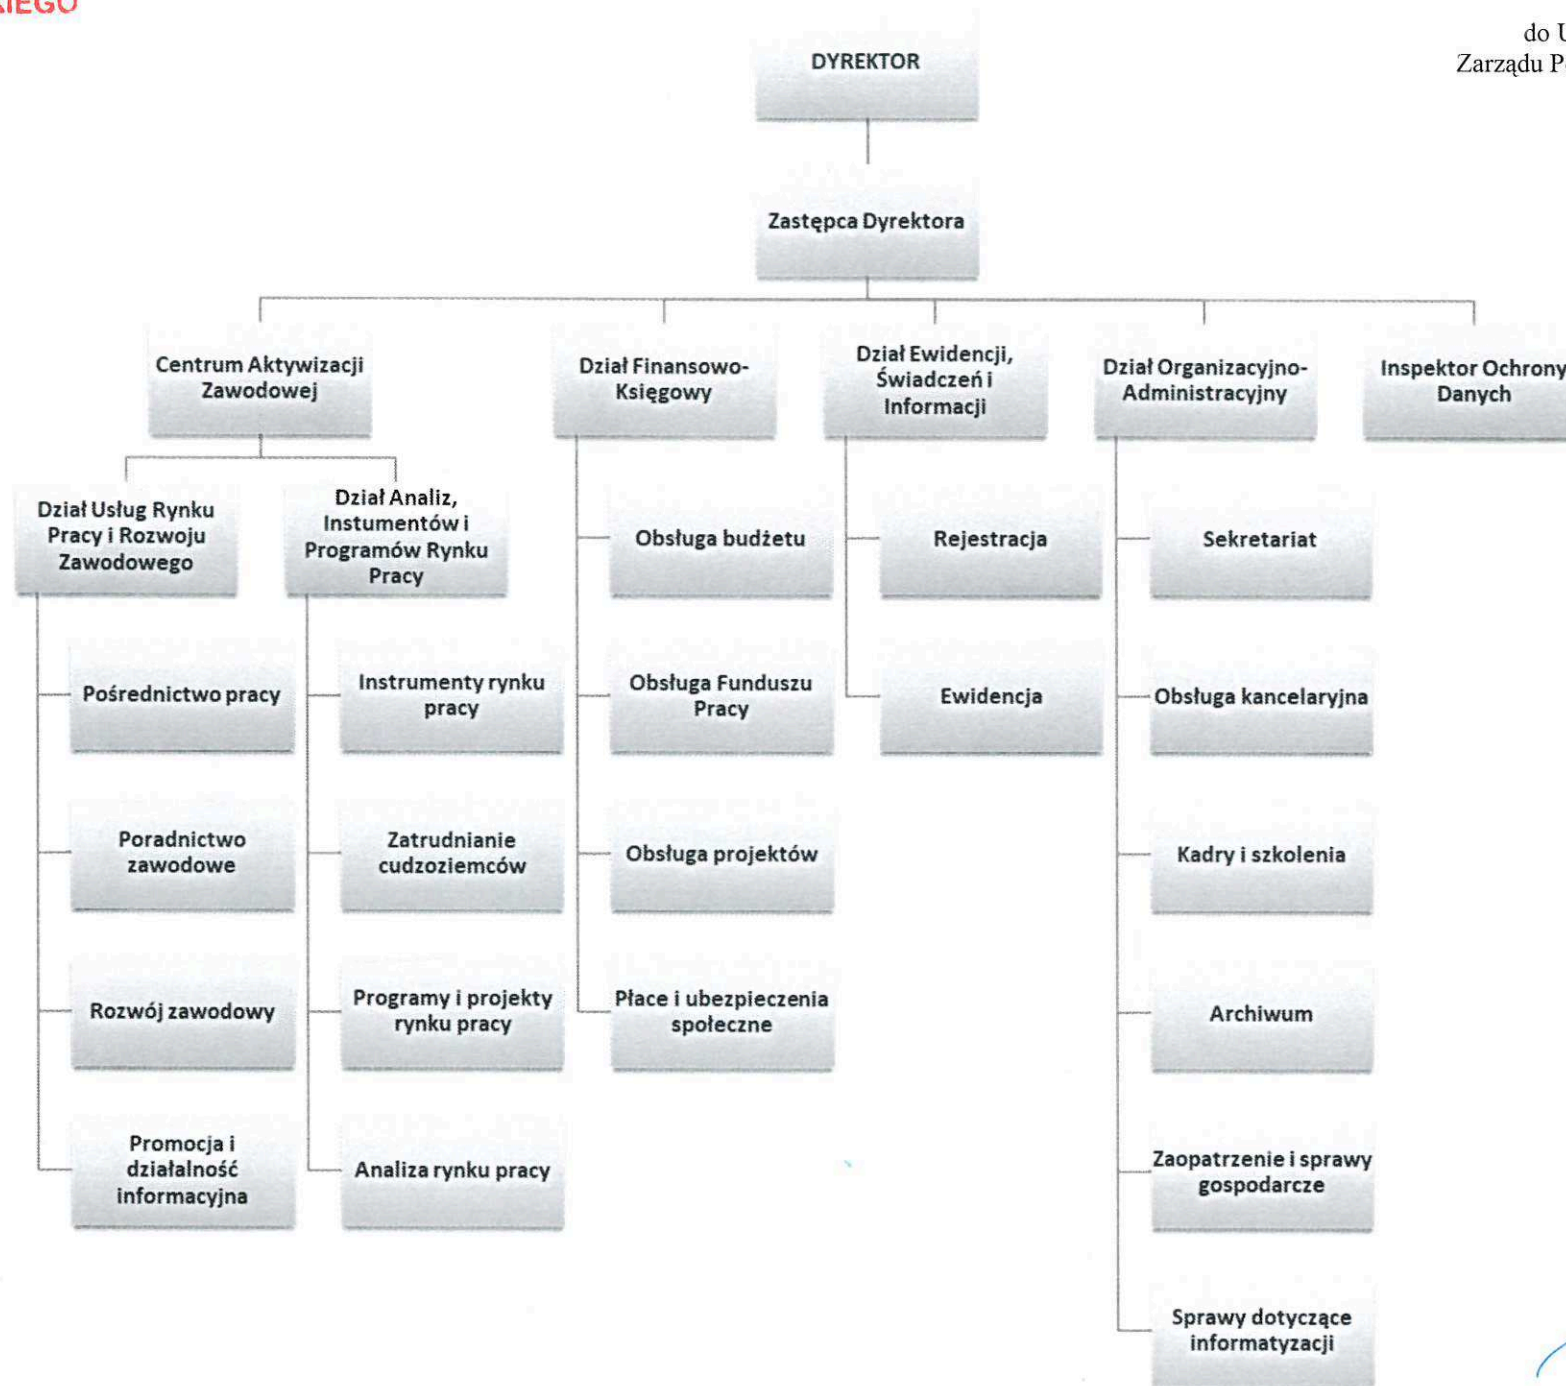 KIEGO
do U
Zarządu P
DYREKTOR
Zastępca Dyrektora
Centrum Aktywizacji
Zawodowej
Dział Finansowo-
Księgowy
Dział Ewidencji,
Świadczeń i
Informacji
Dział Organizacyjno-
Administracyjny
Inspektor Ochrony
Danych
Dział Usług Rynku
Pracy i Rozwoju
Zawodowego
Dział Analiz,
Instumentów i
Programów Rynku
Pracy
Obsługa budżetu
Rejestracja
Sekretariat
Pośrednictwo pracy
Instrumenty rynku
pracy
Obsługa Funduszu
Pracy
Ewidencja
Obsługa kancelaryjna
Poradnictwo
zawodowe
Zatrudnianie
cudzoziemców
Obsługa projektów
Kadry i szkolenia
Rozwój zawodowy
Programy i projekty
rynku pracy
Płace i ubezpieczenia
społeczne
Archiwum
Promocja i
działalność
informacyjna
Analiza rynku pracy
Zaopatrzenie i sprawy
gospodarcze
Sprawy dotyczące
informatyzacji